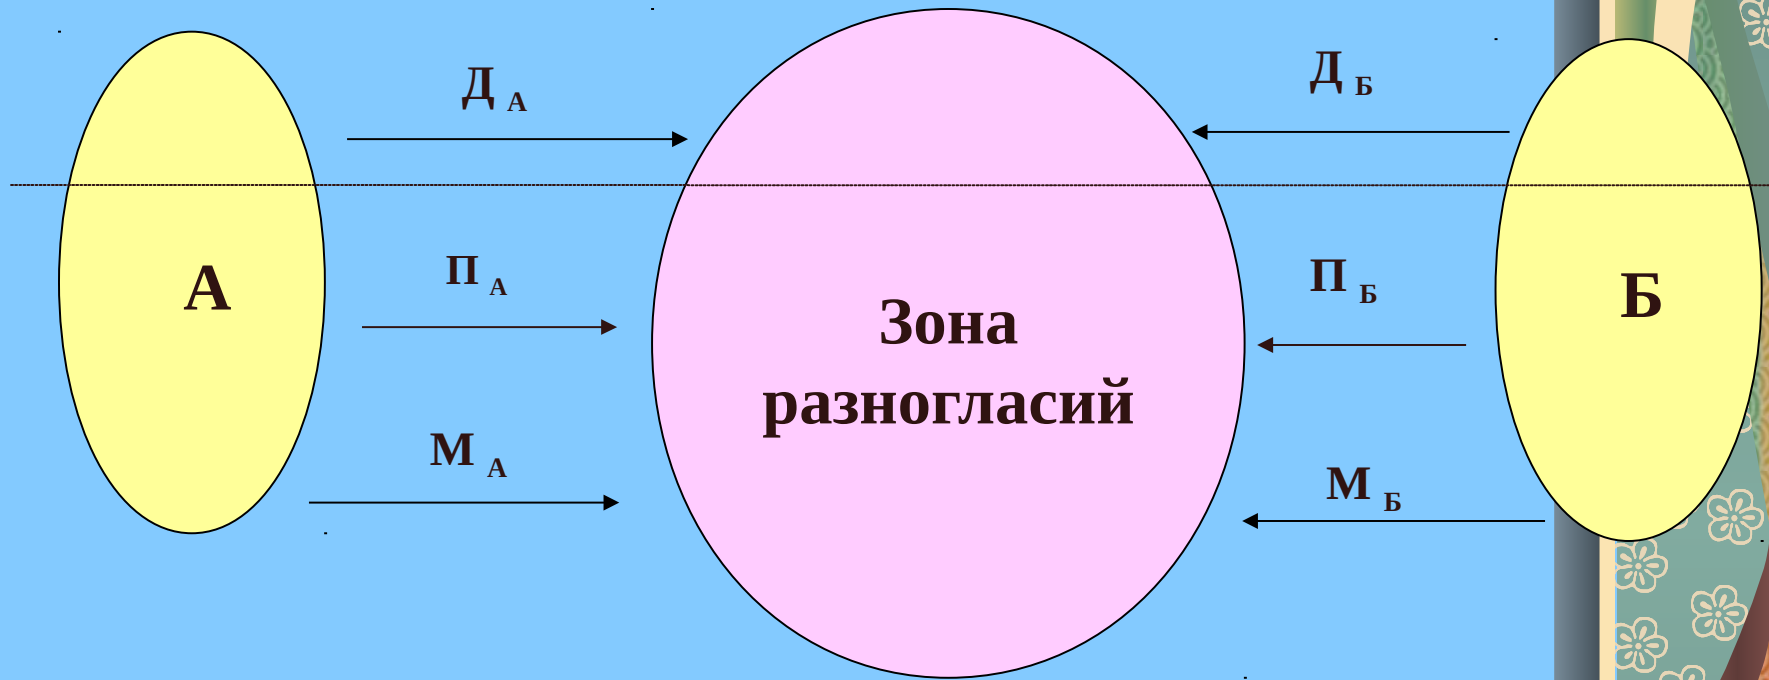 Д А
Д Б
А
П А
П Б
Б
Зона
разногласий
М А
М Б